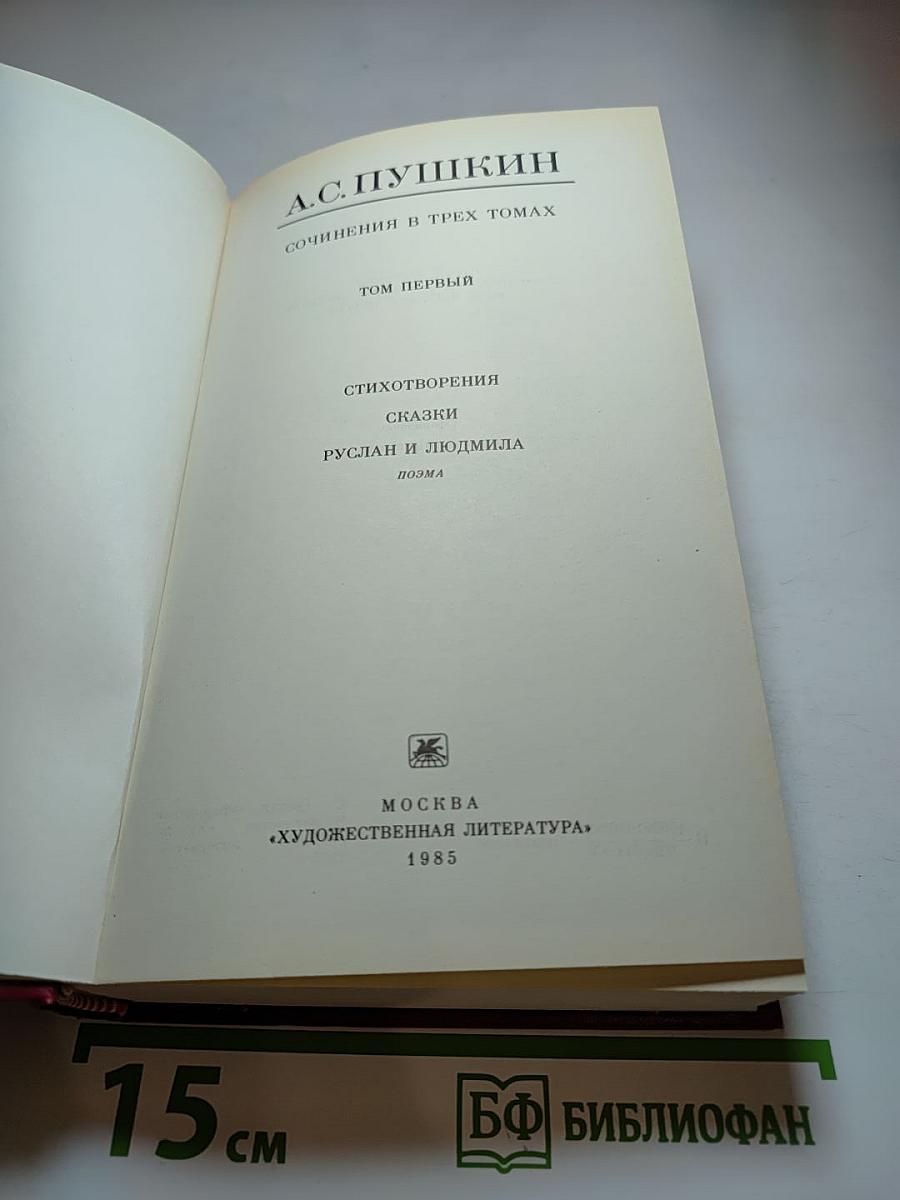 А.С. ПУШКИН
СОЧИНЕНИЯ В ТРЕХ ТОМАХ
ТОМ ПЕРВЫЙ
СТИХОТВОРЕНИЯ
СКАЗКИ
РУСЛАН И ЛЮДМИЛА
ПОЭМА
МОСКВА
«ХУДОЖЕСТВЕННАЯ ЛИТЕРАТУРА»
1985
15 см
БФ БИБЛИОФАН